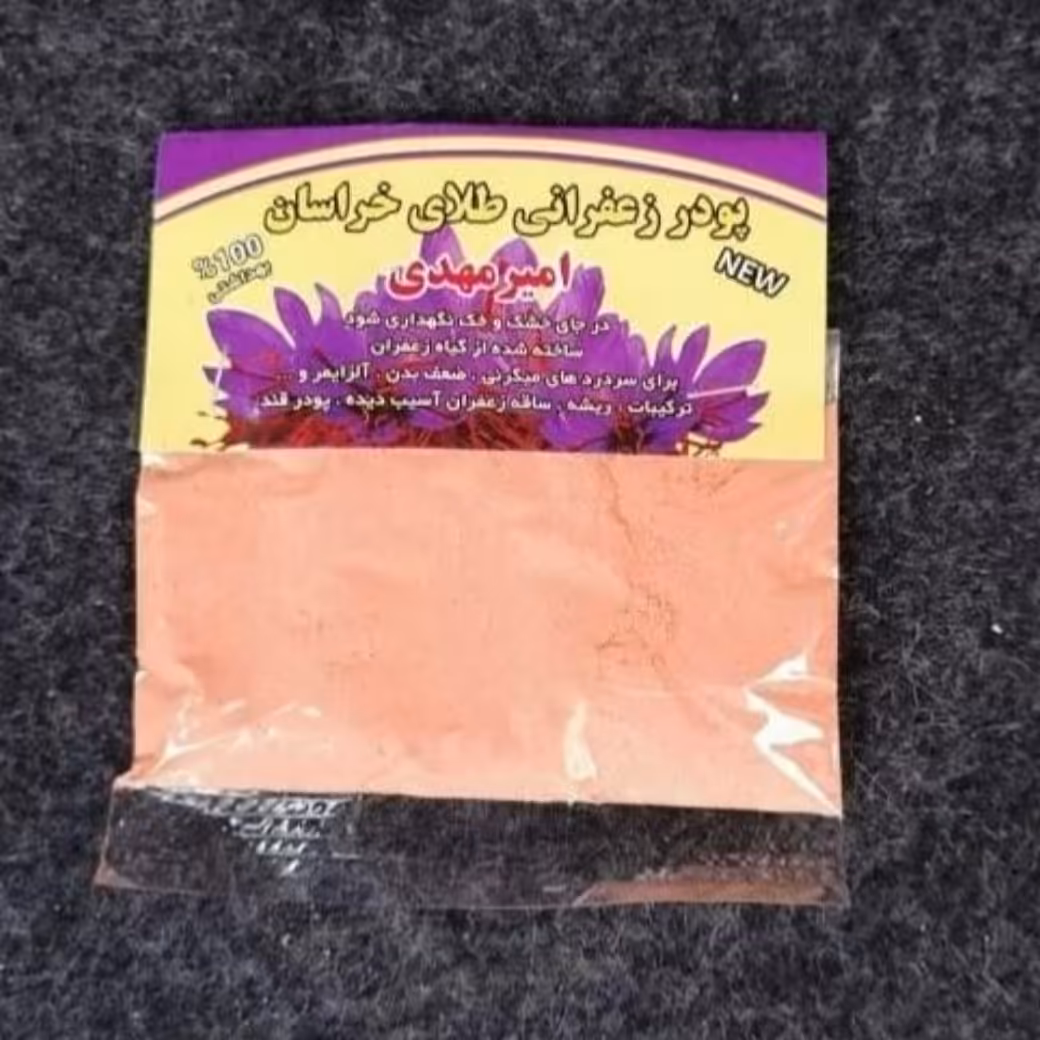 پودر زعفرانی طلای خراسان
%100
بهداشتی
NEW
امیرمهدی
در جای خشک و خنک نگهداری شود
ساخته شده از گیاه زعفران
برای سردرد های میگرنی ، ضعف بدن ، آلزایمر و ...
ترکیبات ، ریشه ، ساقه زعفران آسیب دیده ، پودر قند